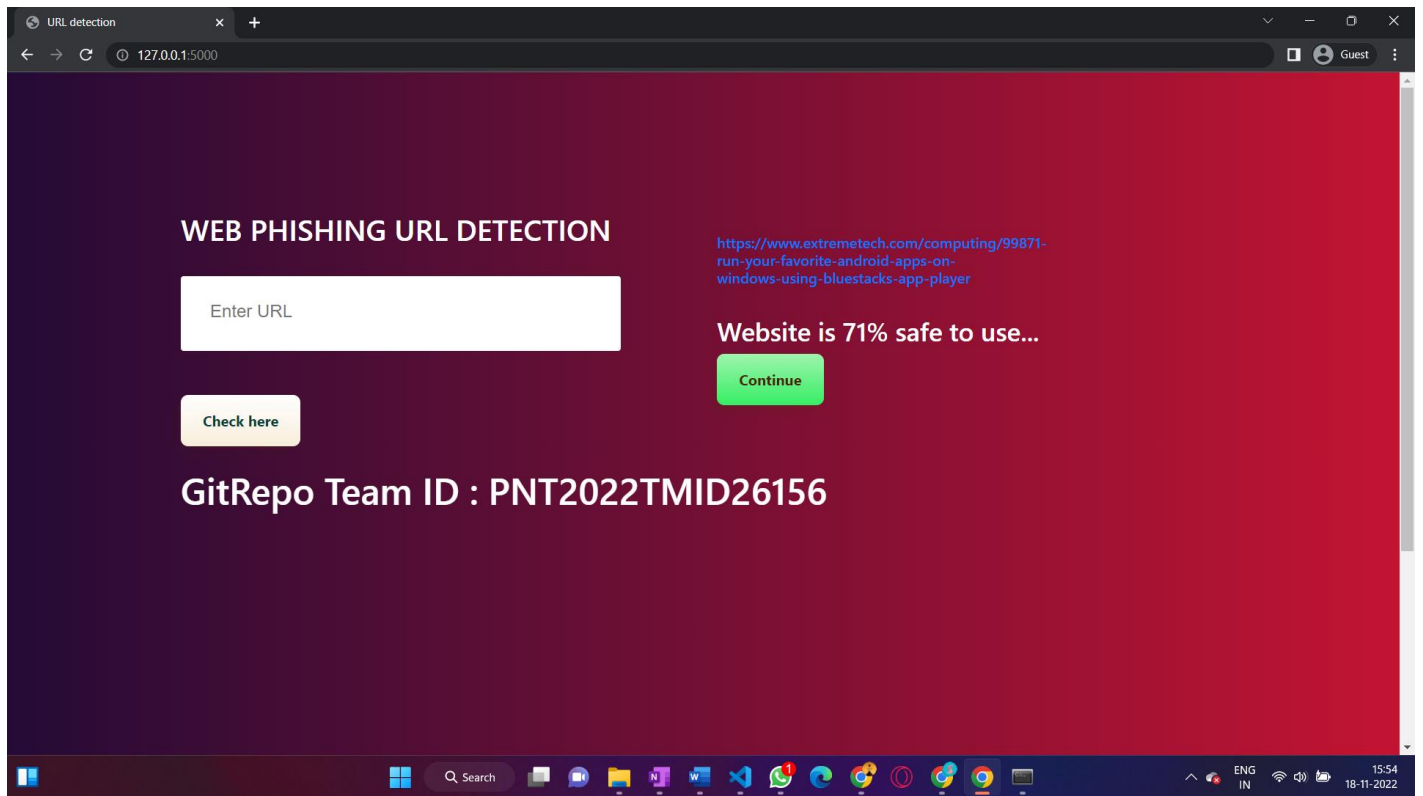 URL detection
127.0.0.1:5000
Guest
WEB PHISHING URL DETECTION
Enter URL
Check here
https://www.extremetech.com/computing/99871-
run-your-favorite-android-apps-on-
windows-using-bluestacks-app-player
Website is 71% safe to use...
Continue
GitRepo Team ID : PNT2022TMID26156
Search
1
ENG
IN
15:54
18-11-2022